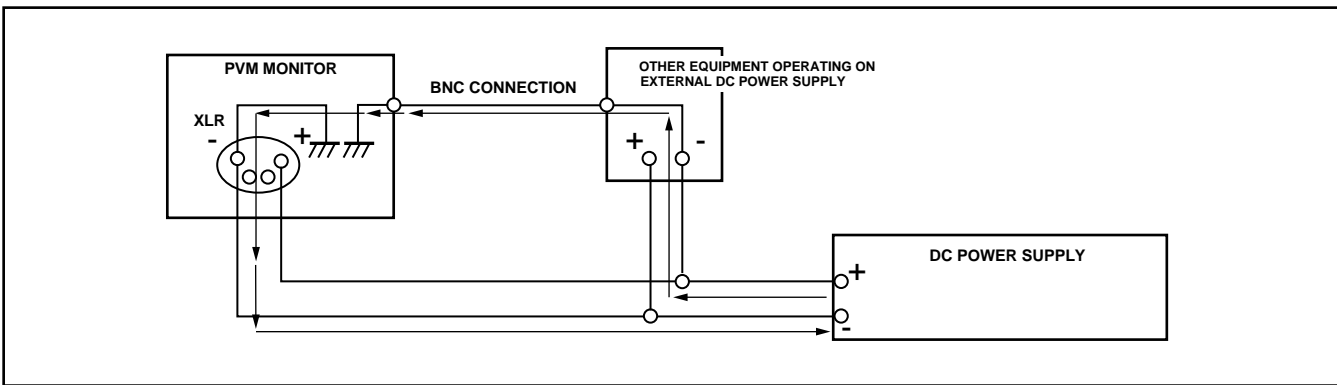 PVM MONITOR
XLR
-
+
BNC CONNECTION
OTHER EQUIPMENT OPERATING ON
EXTERNAL DC POWER SUPPLY
+
-
DC POWER SUPPLY
+
-